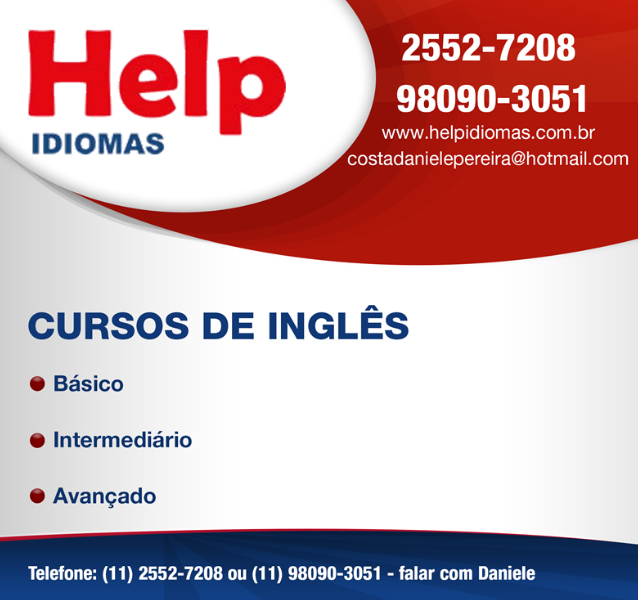 Help
IDIOMAS
2552-7208
98090-3051
www.helpidiomas.com.br
costadanielepereira@hotmail.com
CURSOS DE INGLÊS
Básico
Intermediário
Avançado
Telefone: (11) 2552-7208 ou (11) 98090-3051 - falar com Daniele